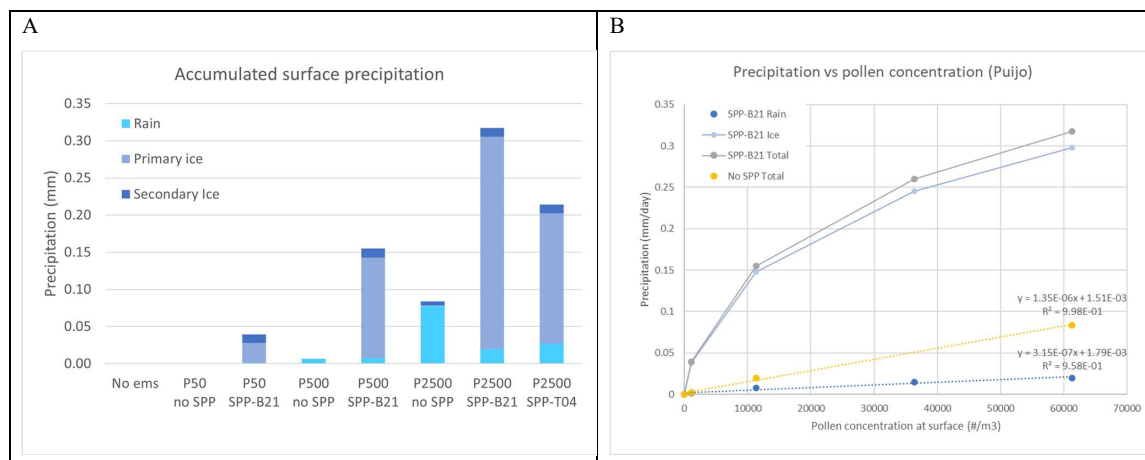 A
Accumulated surface precipitation
0.35
0.30
0.25
0.20
0.15
0.10
0.05
0.00
Precipitation (mm)
Rain
Primary ice
Secondary Ice
No ems
P50 no SPP
P50 SPP-B21
P500 no SPP
P500 SPP-B21
P2500 no SPP
P2500 SPP-B21
P2500 SPP-T04
B
Precipitation vs pollen concentration (Puijo)
0.35
0.3
0.25
0.2
0.15
0.1
0.05
0
Precipitation (mm/day)
SPP-B21 Rain
SPP-B21 Ice
SPP-B21 Total
No SPP Total
y = 1.35E-06x + 1.51E-03
R² = 9.98E-01
y = 3.15E-07x + 1.79E-03
R² = 9.58E-01
0 10000 20000 30000 40000 50000 60000 70000
Pollen concentration at surface (#/m3)